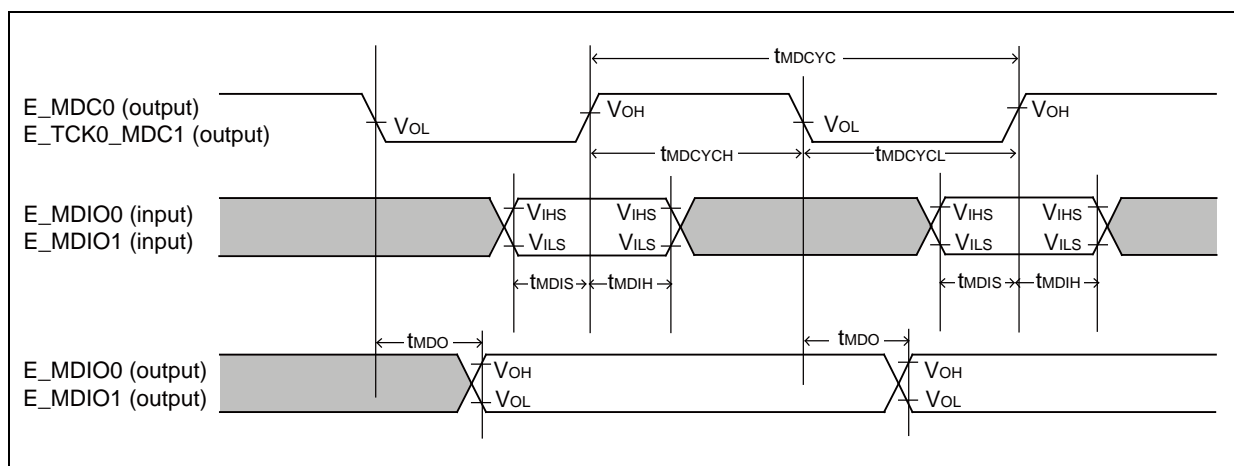 tMDCYC
E_MDC0 (output)
E_TCK0_MDC1 (output)
VOL
VOH
VOL
VOH
tMDCYCH
tMDCYCL
E_MDIO0 (input)
E_MDIO1 (input)
VIHS
VIHS
VIHS
VIHS
VILS
VILS
VILS
VILS
tMDIS
tMDIH
tMDIS
tMDIH
tMDO
tMDO
E_MDIO0 (output)
E_MDIO1 (output)
VOH
VOH
VOL
VOL